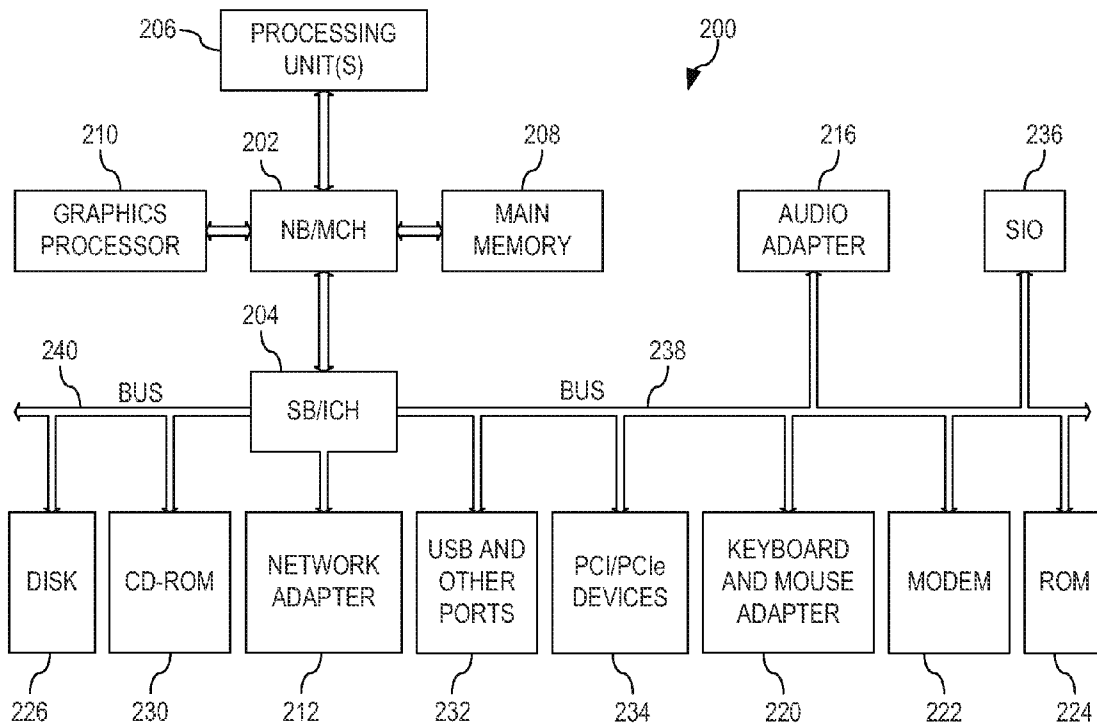 206
PROCESSING
UNIT(S)
200
210
202
208
216
236
GRAPHICS
PROCESSOR
NB/MCH
MAIN
MEMORY
AUDIO
ADAPTER
SIO
204
240
238
BUS
SB/ICH
BUS
DISK
CD-ROM
NETWORK
ADAPTER
USB AND
OTHER
PORTS
PCI/PCIe
DEVICES
KEYBOARD
AND MOUSE
ADAPTER
MODEM
ROM
226
230
212
232
234
220
222
224